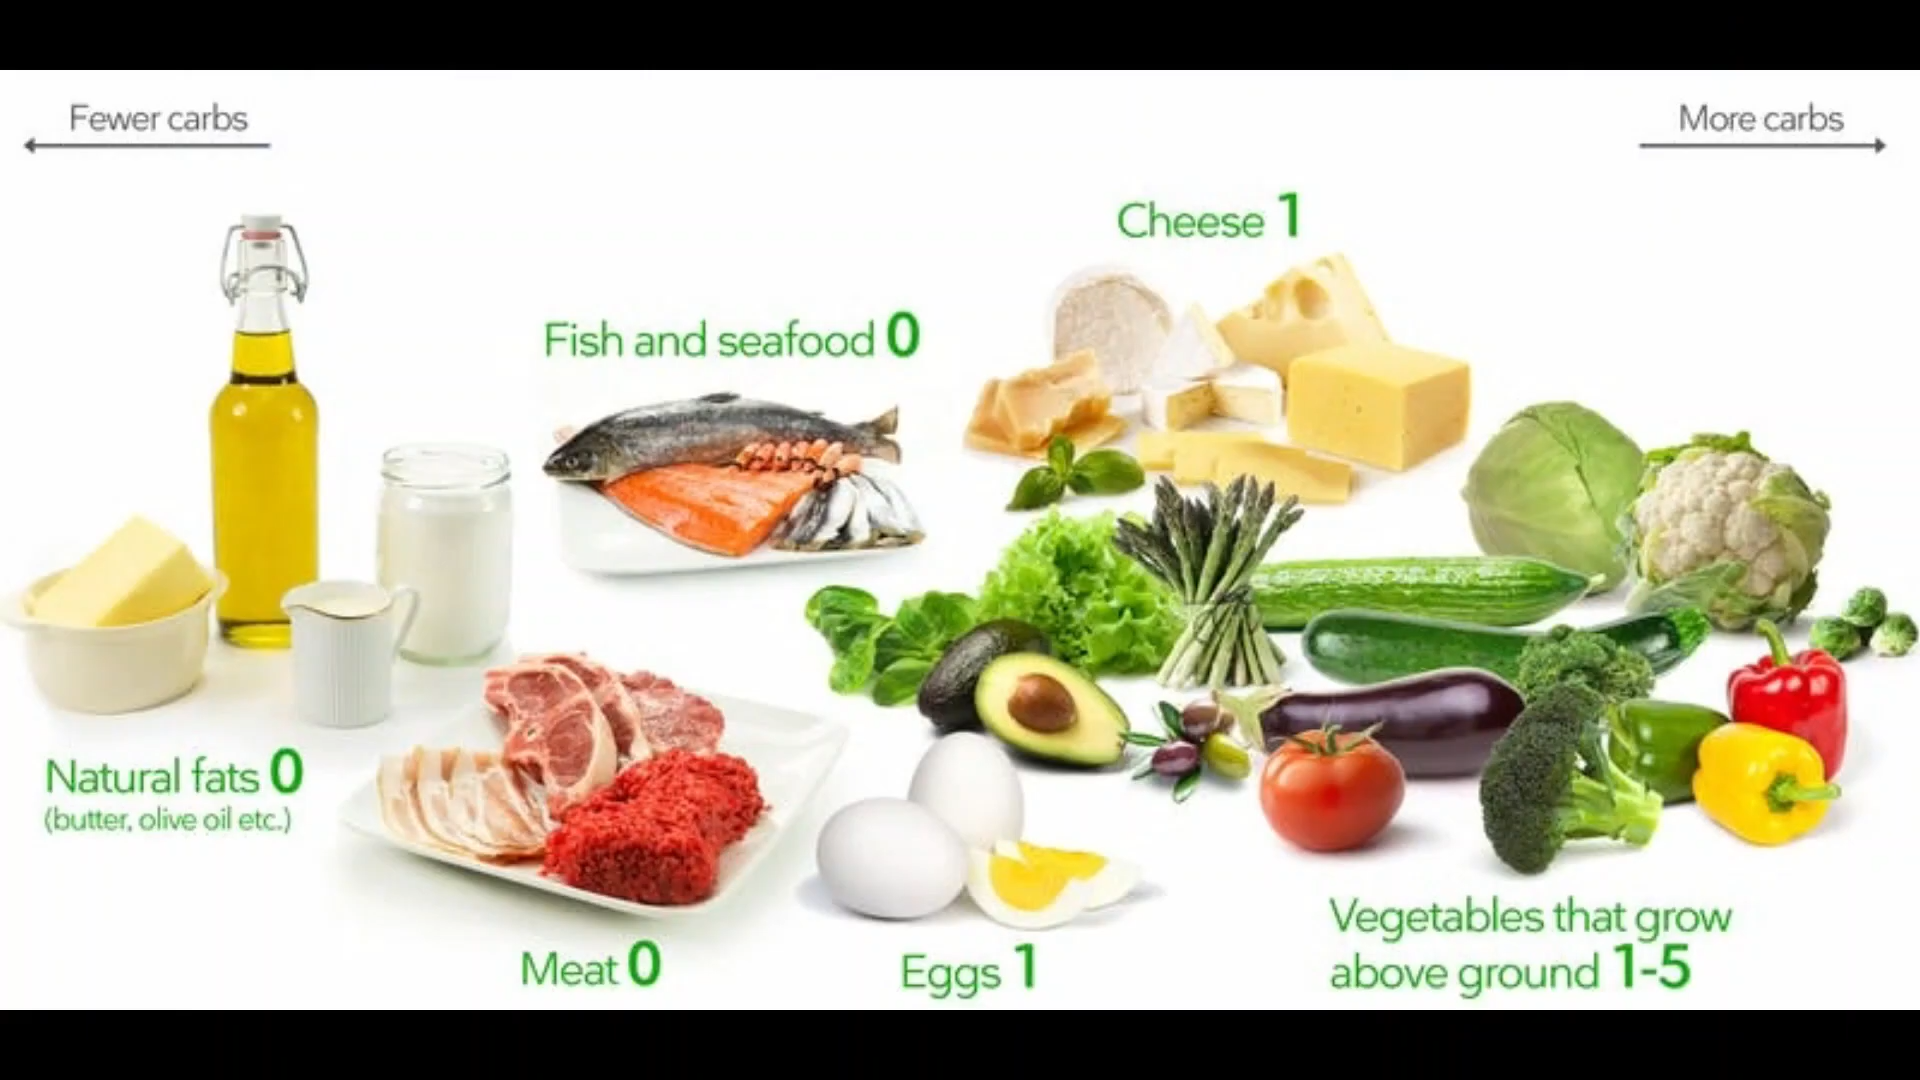 Fewer carbs
More carbs
Cheese 1
Fish and seafood 0
Natural fats 0
(butter, olive oil etc.)
Meat 0
Eggs 1
Vegetables that grow
above ground 1-5